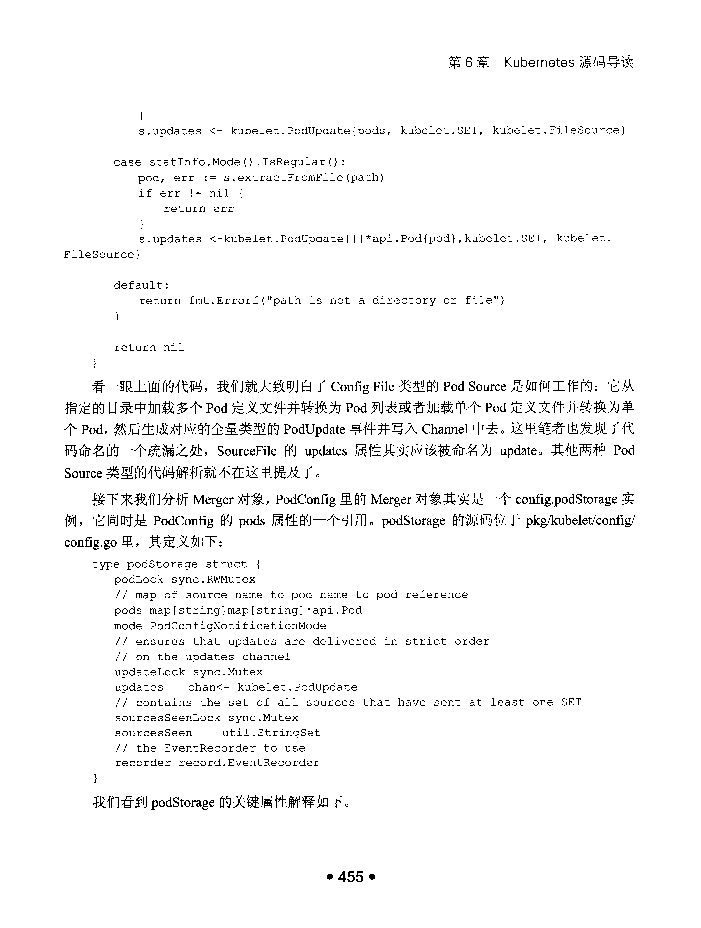 第 6 章 Kubernetes 源码导读
}
s.updates <- kubelet.PodUpdate{pods, kubelet.SET, kubelet.FileSource}
case statInfo.Mode().IsRegular():
pod, err := s.extractFromFile(path)
if err != nil {
return err
}
s.updates <-kubelet.PodUpdate{[]*api.Pod{pod},kubelet.SET, kubelet.
FileSource}
default:
return fmt.Errorf("path is not a directory or file")
}
return nil
}
看一眼上面的代码，我们就大致明白了 Config File 类型的 Pod Source 是如何工作的：它从
指定的目录中加载多个 Pod 定义文件并转换为 Pod 列表或者加载单个 Pod 定义文件并转换为单
个 Pod，然后生成对应的全量类型的 PodUpdate 事件并写入 Channel 中去。这里笔者也发现了代
码命名的一个疏漏之处，SourceFile 的 updates 属性其实应该被命名为 update。其他两种 Pod
Source 类型的代码解析就不在这里提及了。
接下来我们分析 Merger 对象，PodConfig 里的 Merger 对象其实是一个 config.podStorage 实
例，它同时是 PodConfig 的 pods 属性的一个引用。podStorage 的源码位于 pkg/kubelet/config/
config.go 里，其定义如下：
type podStorage struct {
podLock sync.RWMutex
// map of source name to pod name to pod reference
pods map[string]map[string]*api.Pod
mode PodConfigNotificationMode
// ensures that updates are delivered in strict order
// on the updates channel
updateLock sync.Mutex
updates chan<- kubelet.PodUpdate
// contains the set of all sources that have sent at least one SET
sourcesSeenLock sync.Mutex
sourcesSeen util.StringSet
// the EventRecorder to use
recorder record.EventRecorder
}
我们看到 podStorage 的关键属性解释如下。
• 455 •